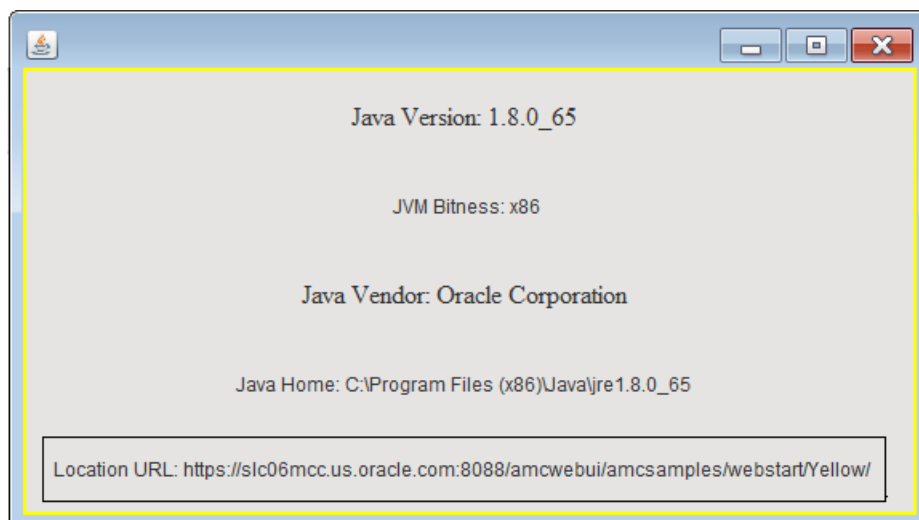 Java Version: 1.8.0_65
JVM Bitness: x86
Java Vendor: Oracle Corporation
Java Home: C:\Program Files (x86)\Java\jre1.8.0_65
Location URL: https://slc06mcc.us.oracle.com:8088/amcwebui/amcsamples/webstart/Yellow/